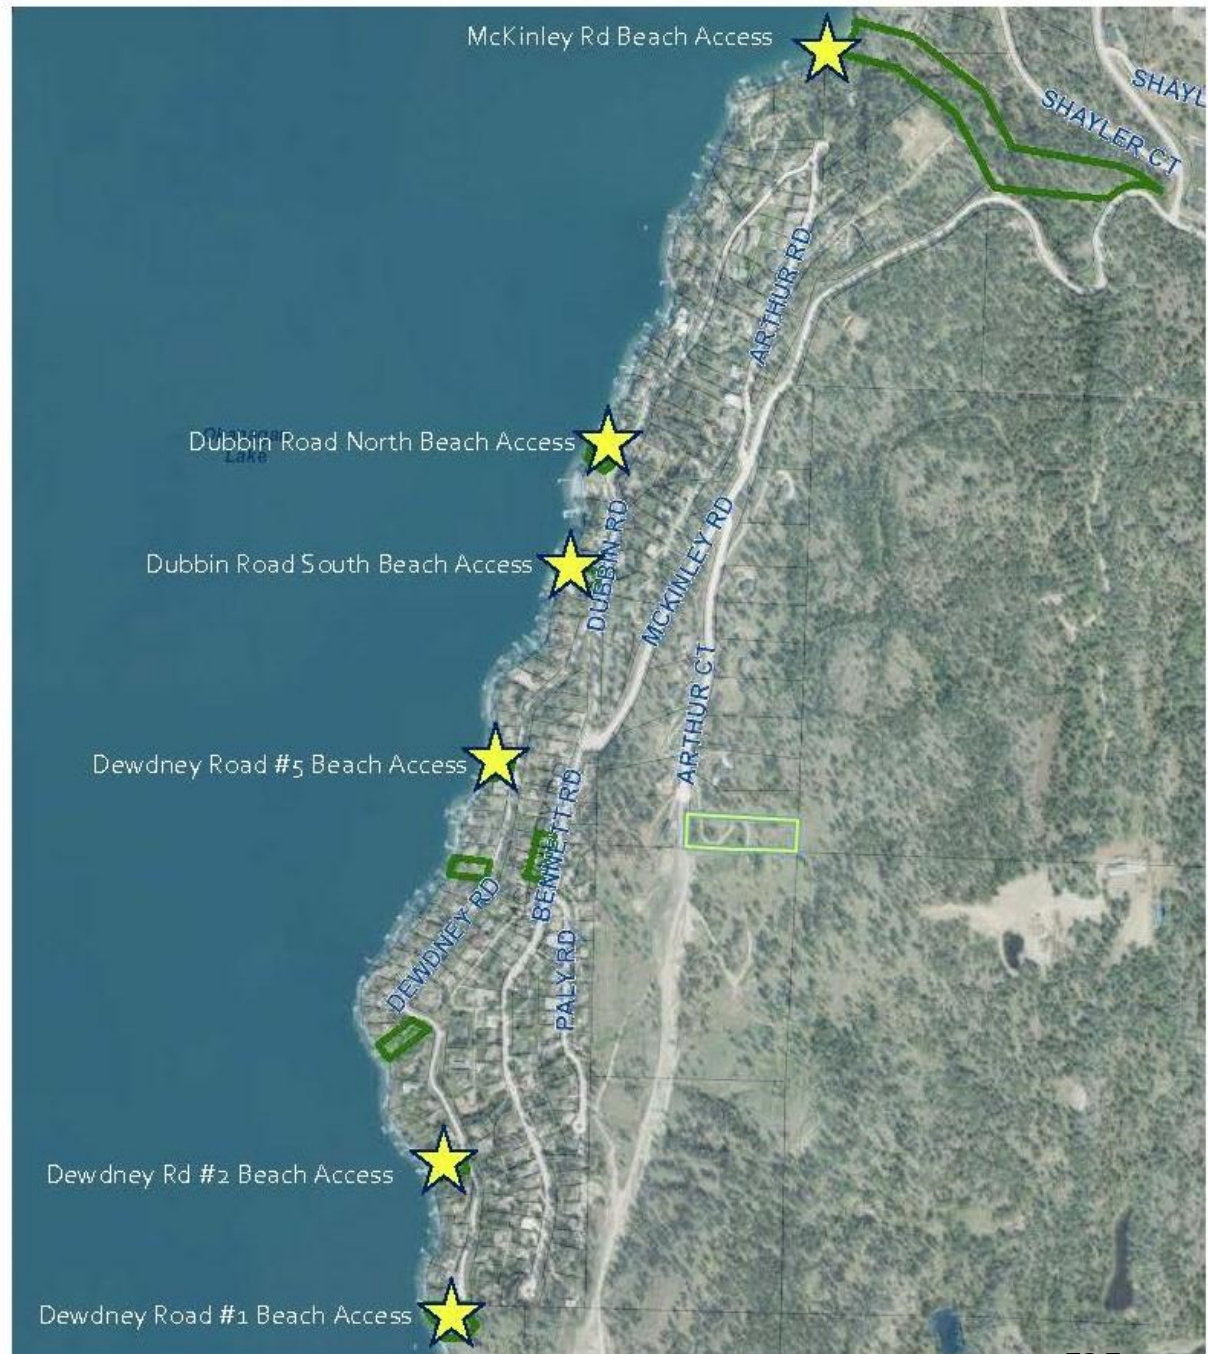 McKinley Rd Beach Access
SHAYL
SHAYLER CT
ARTHUR RD
Okanagan
Lake
Dubbin Road North Beach Access
Dubbin Road South Beach Access
DUBBIN RD
MCKINLEY RD
ARTHUR CT
Dewdney Road #5 Beach Access
BENNETT RD
DEWDNEY RD
PALY RD
Dewdney Rd #2 Beach Access
Dewdney Road #1 Beach Access